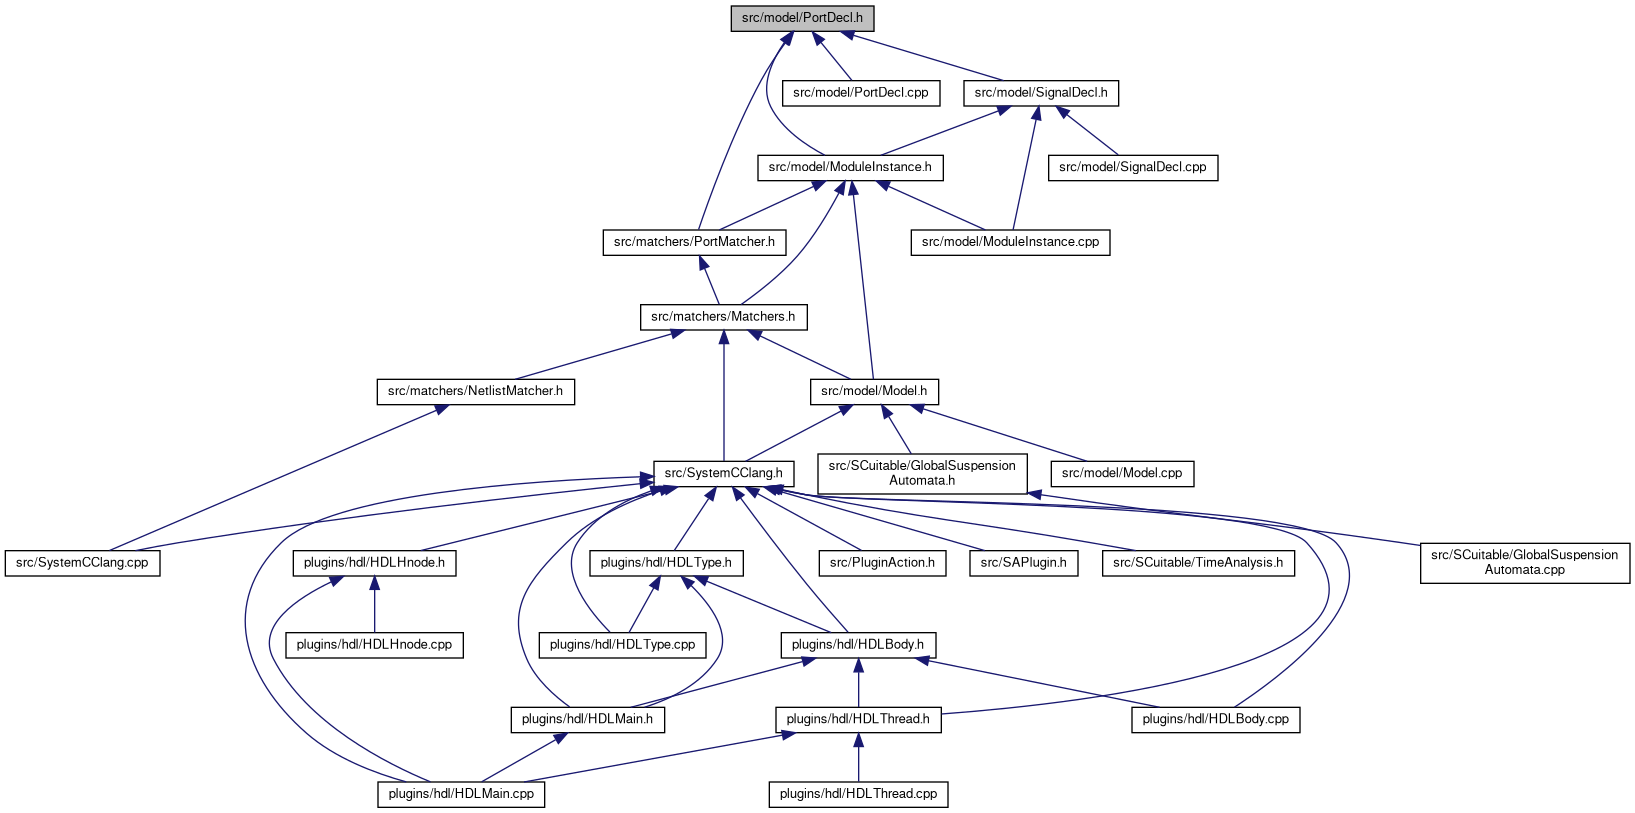 src/model/PortDecl.h
src/model/PortDecl.cpp
src/model/SignalDecl.h
src/model/ModuleInstance.h
src/model/SignalDecl.cpp
src/matchers/PortMatcher.h
src/model/ModuleInstance.cpp
src/matchers/Matchers.h
src/matchers/NetlistMatcher.h
src/model/Model.h
src/SystemCClang.h
src/SCuitable/GlobalSuspension
Automata.h
src/model/Model.cpp
src/SystemCClang.cpp
plugins/hdl/HDLHnode.h
plugins/hdl/HDLType.h
src/PluginAction.h
src/SAPlugin.h
src/SCuitable/TimeAnalysis.h
src/SCuitable/GlobalSuspension
Automata.cpp
plugins/hdl/HDLHnode.cpp
plugins/hdl/HDLType.cpp
plugins/hdl/HDLBody.h
plugins/hdl/HDLMain.h
plugins/hdl/HDLThread.h
plugins/hdl/HDLBody.cpp
plugins/hdl/HDLMain.cpp
plugins/hdl/HDLThread.cpp